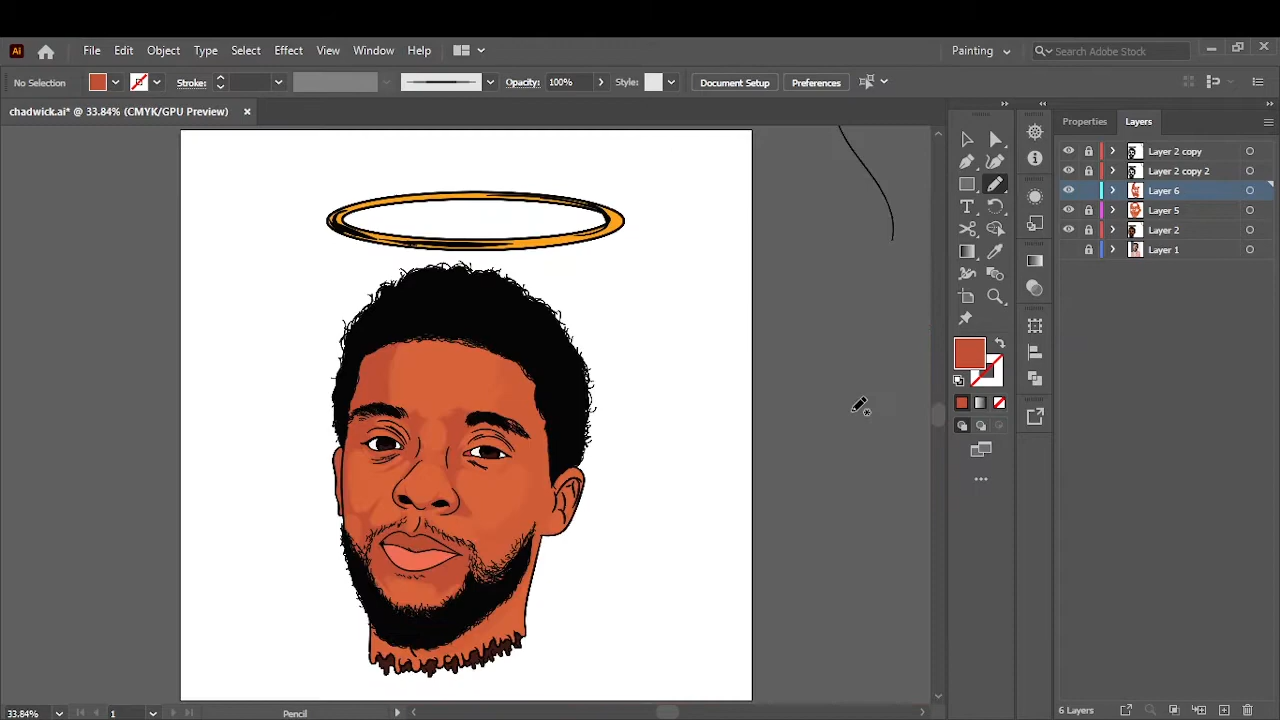 Ai File Edit Object Type Select Effect View Window Help Painting Search Adobe Stock
No Selection Stroke: Opacity: 100% Style: Document Setup Preferences
chadwick.ai* @ 33.84% (CMYK/GPU Preview)
Properties Layers
Layer 2 copy
Layer 2 copy 2
Layer 6
Layer 5
Layer 2
Layer 1
33.84% 1 Pencil 6 Layers